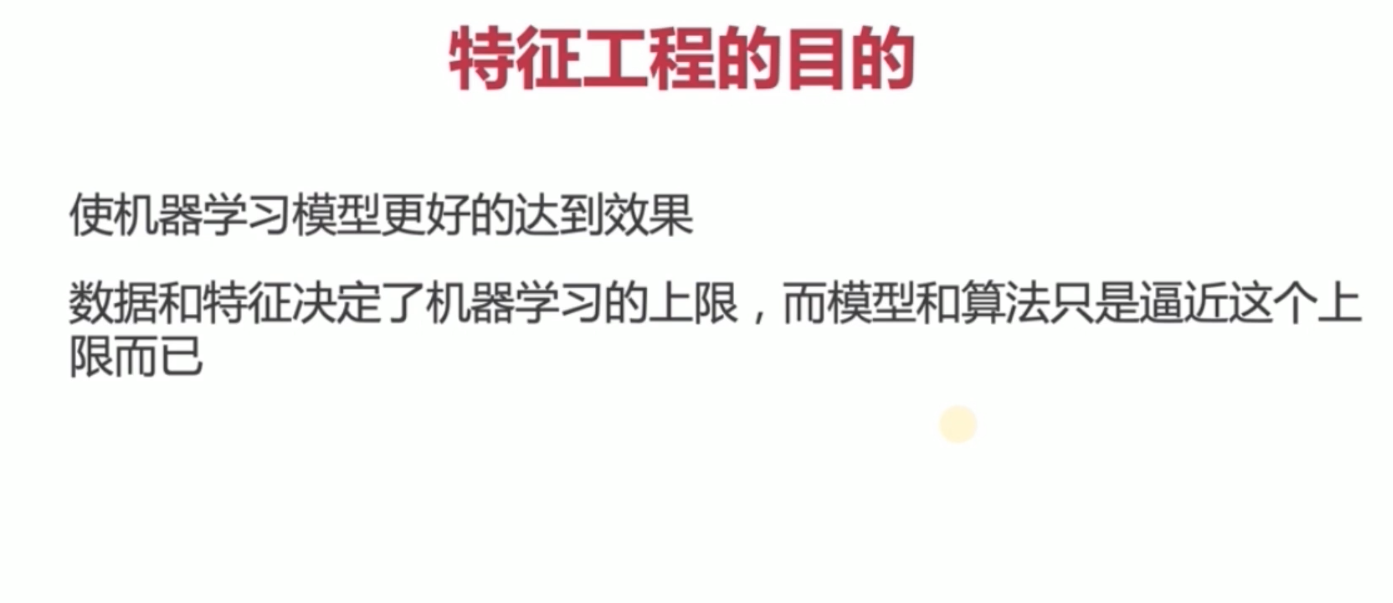 特征工程的目的
使机器学习模型更好的达到效果
数据和特征决定了机器学习的上限，而模型和算法只是逼近这个上
限而已